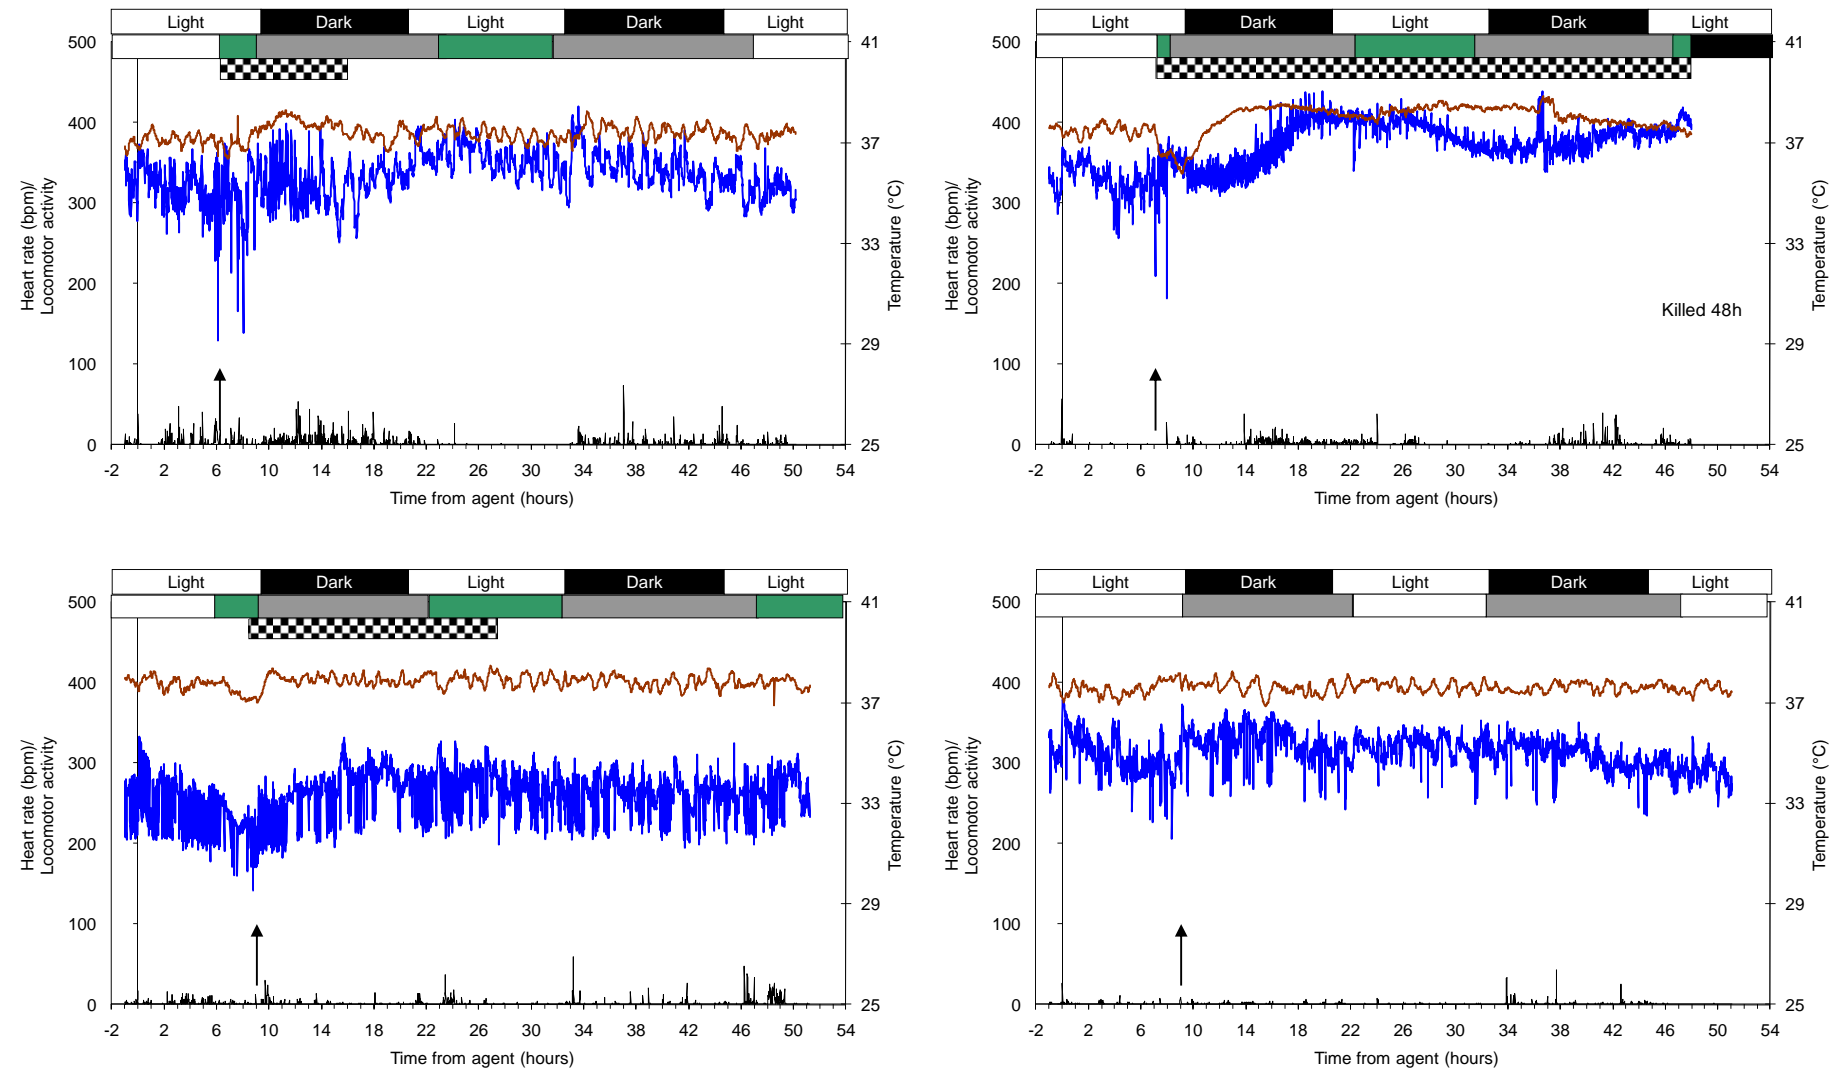 Light Dark Light Dark Light
500 41
400 37
300 33
200 29
100
0 25
Heart rate (bpm)/
Locomotor activity
Temperature (°C)
-2 2 6 10 14 18 22 26 30 34 38 42 46 50 54
Time from agent (hours)
Light Dark Light Dark Light
500 41
400 37
300 33
200 29
100
0 25
Heart rate (bpm)/
Locomotor activity
Temperature (°C)
Killed 48h
-2 2 6 10 14 18 22 26 30 34 38 42 46 50 54
Time from agent (hours)
Light Dark Light Dark Light
500 41
400 37
300 33
200 29
100
0 25
Heart rate (bpm)/
Locomotor activity
Temperature (°C)
-2 2 6 10 14 18 22 26 30 34 38 42 46 50 54
Time from agent (hours)
Light Dark Light Dark Light
500 41
400 37
300 33
200 29
100
0 25
Heart rate (bpm)/
Locomotor activity
Temperature (°C)
-2 2 6 10 14 18 22 26 30 34 38 42 46 50 54
Time from agent (hours)